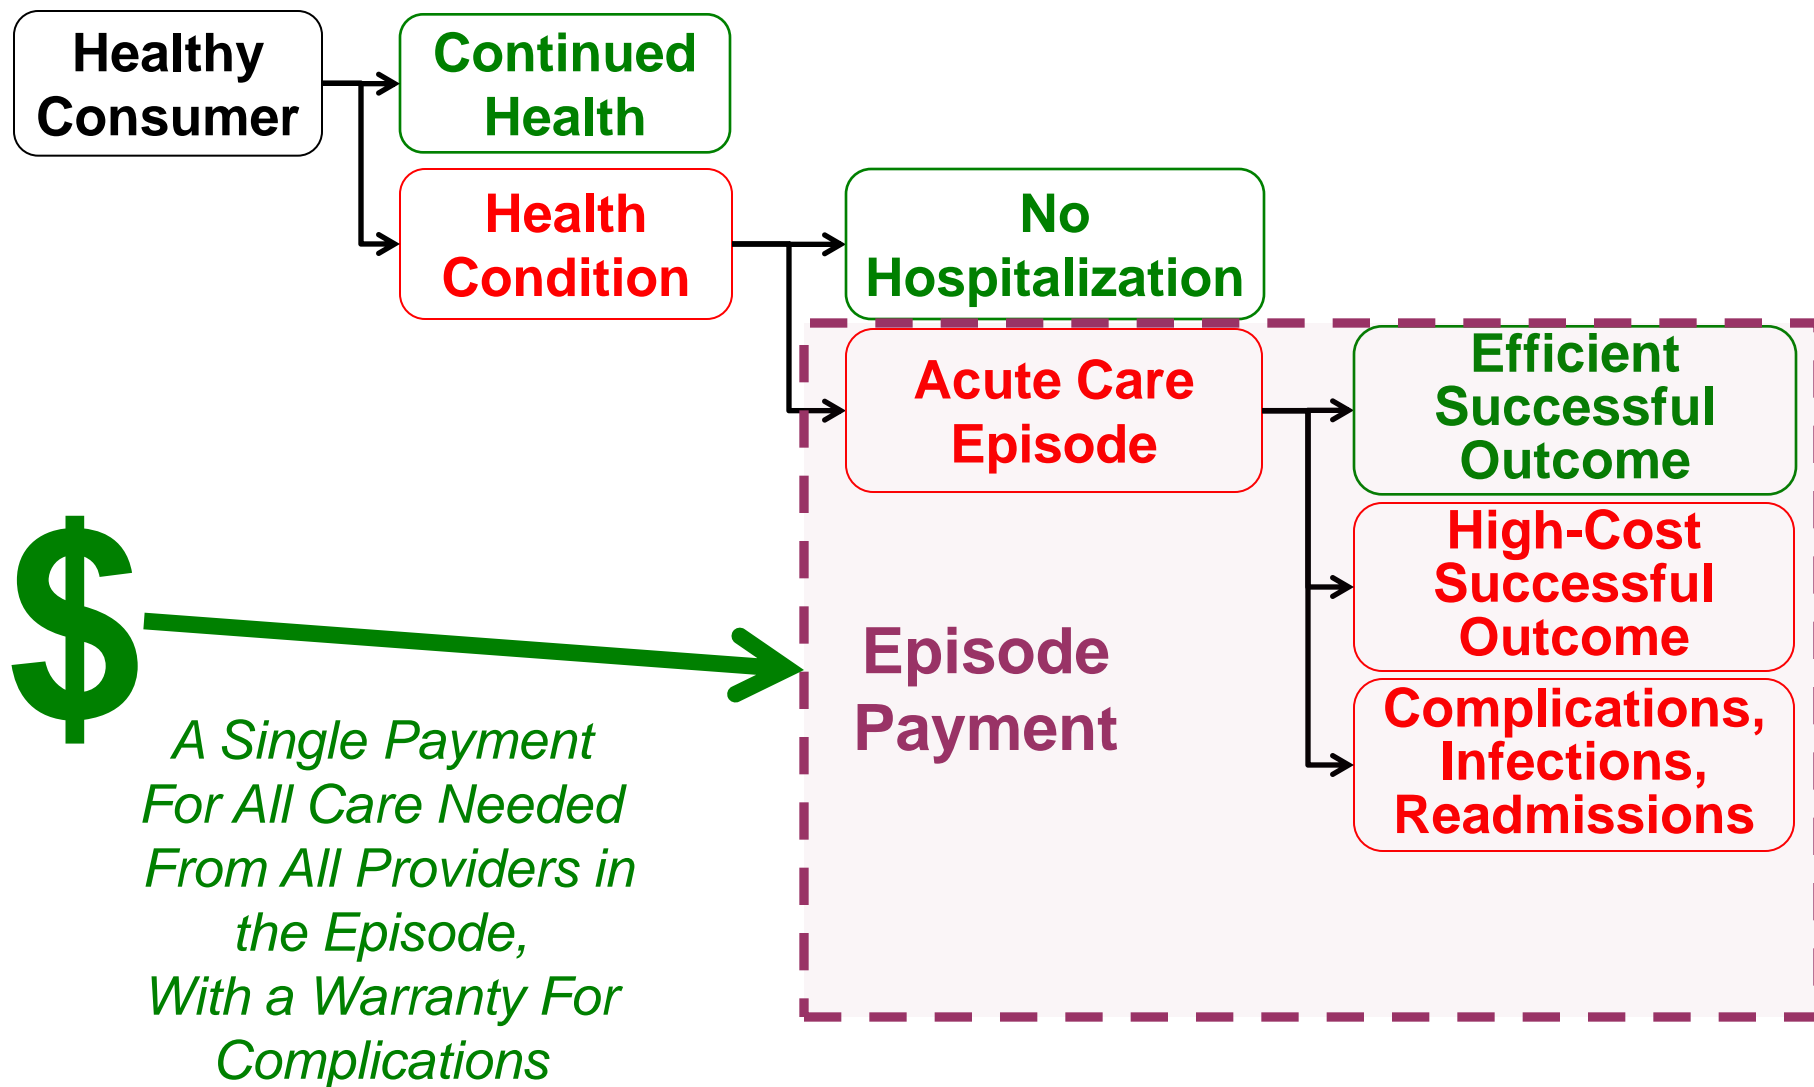 Healthy
Consumer
Continued
Health
Health
Condition
No
Hospitalization
Acute Care
Episode
Efficient
Successful
Outcome
High-Cost
Successful
Outcome
Complications,
Infections,
Readmissions
Episode
Payment
$
A Single Payment
For All Care Needed
From All Providers in
the Episode,
With a Warranty For
Complications